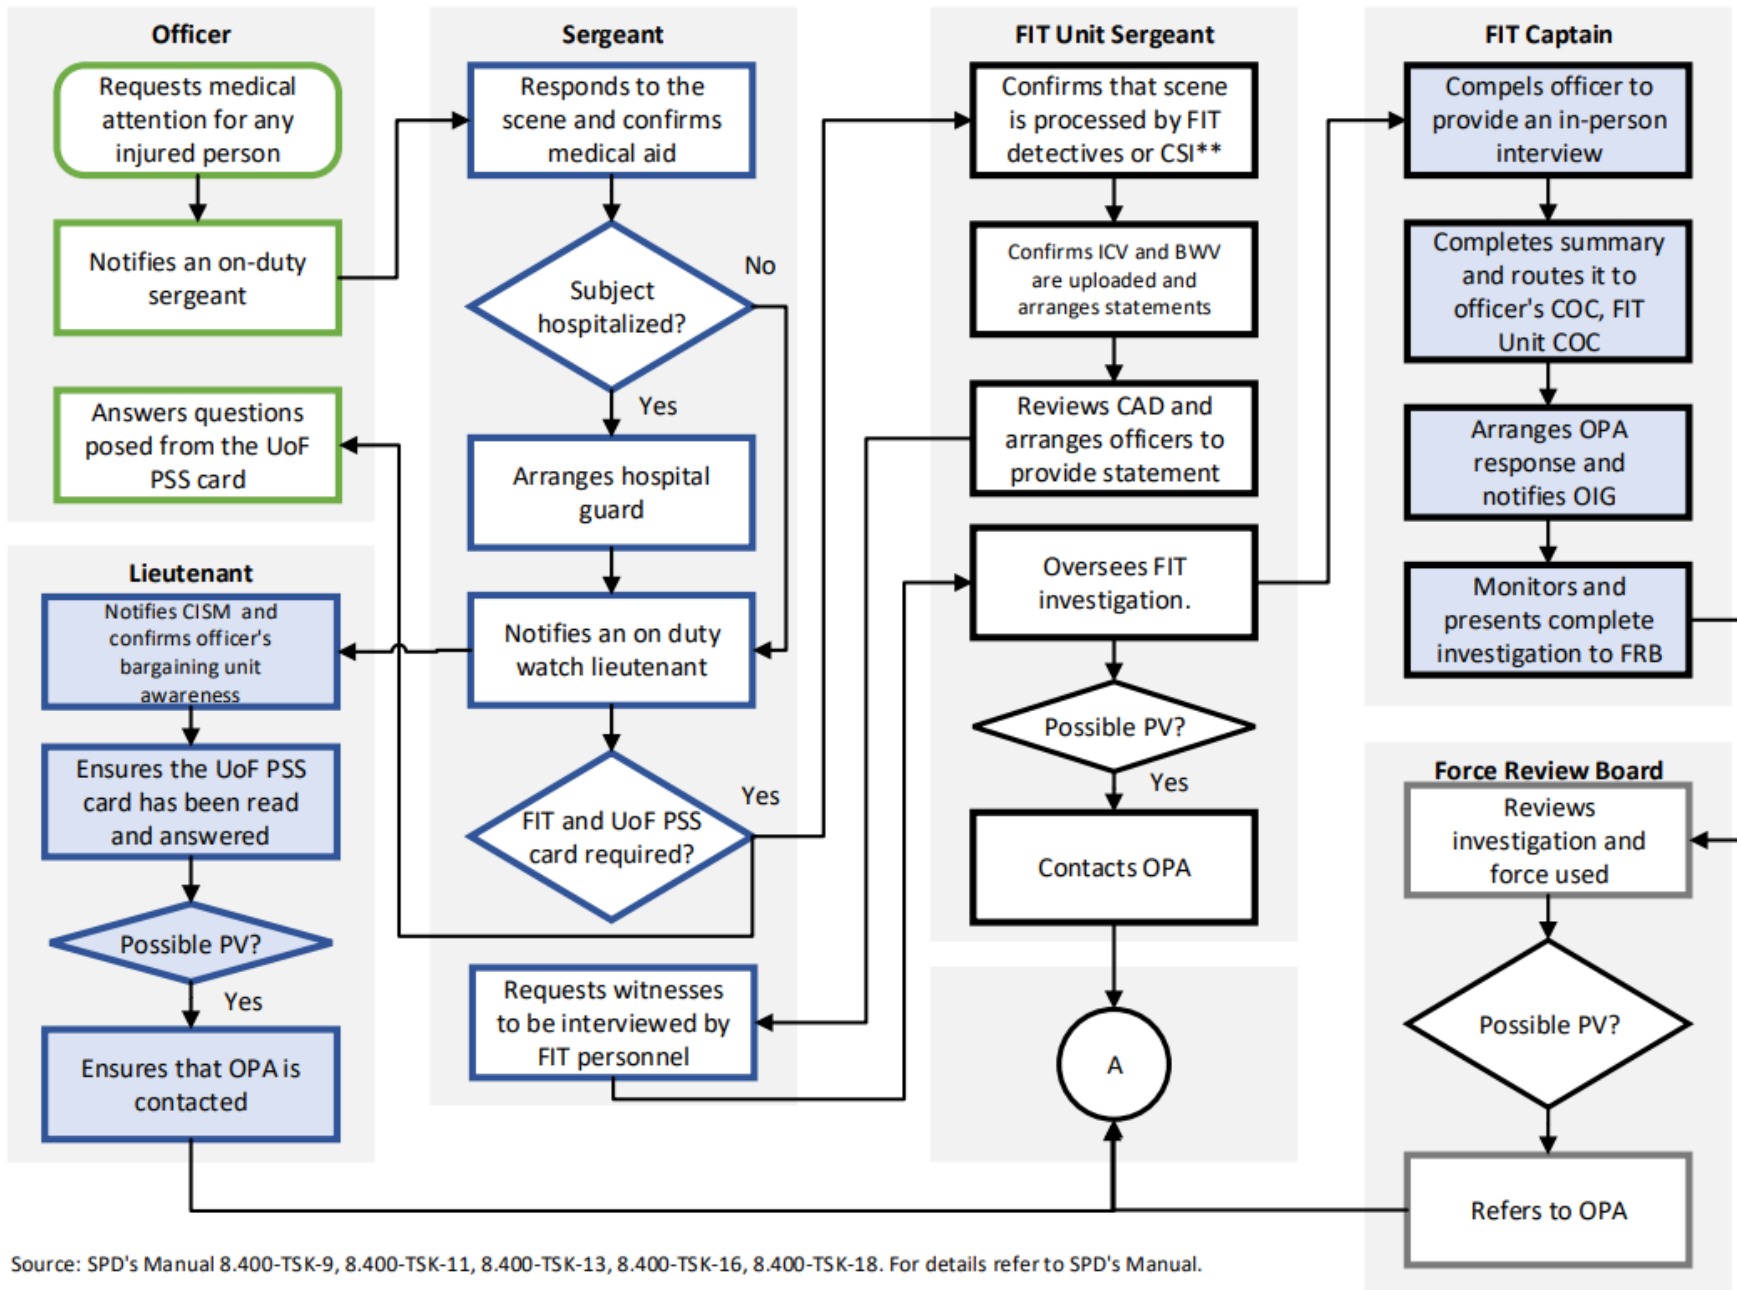 Officer
Requests medical
attention for any
injured person
Notifies an on-duty
sergeant
Answers questions
posed from the UoF
PSS card
Lieutenant
Notifies CISM and
confirms officer's
bargaining unit
awareness
Ensures the UoF PSS
card has been read
and answered
Possible PV?
Yes
Ensures that OPA is
contacted
Sergeant
Responds to the
scene and confirms
medical aid
Subject
hospitalized?
No
Yes
Arranges hospital
guard
Notifies an on duty
watch lieutenant
FIT and UoF PSS
card required?
Yes
Requests witnesses
to be interviewed by
FIT personnel
FIT Unit Sergeant
Confirms that scene
is processed by FIT
detectives or CSI**
Confirms ICV and BWV
are uploaded and
arranges statements
Reviews CAD and
arranges officers to
provide statement
Oversees FIT
investigation.
Possible PV?
Yes
Contacts OPA
A
FIT Captain
Compels officer to
provide an in-person
interview
Completes summary
and routes it to
officer's COC, FIT
Unit COC
Arranges OPA
response and
notifies OIG
Monitors and
presents complete
investigation to FRB
Force Review Board
Reviews
investigation and
force used
Possible PV?
Refers to OPA
Source: SPD's Manual 8.400-TSK-9, 8.400-TSK-11, 8.400-TSK-13, 8.400-TSK-16, 8.400-TSK-18. For details refer to SPD's Manual.